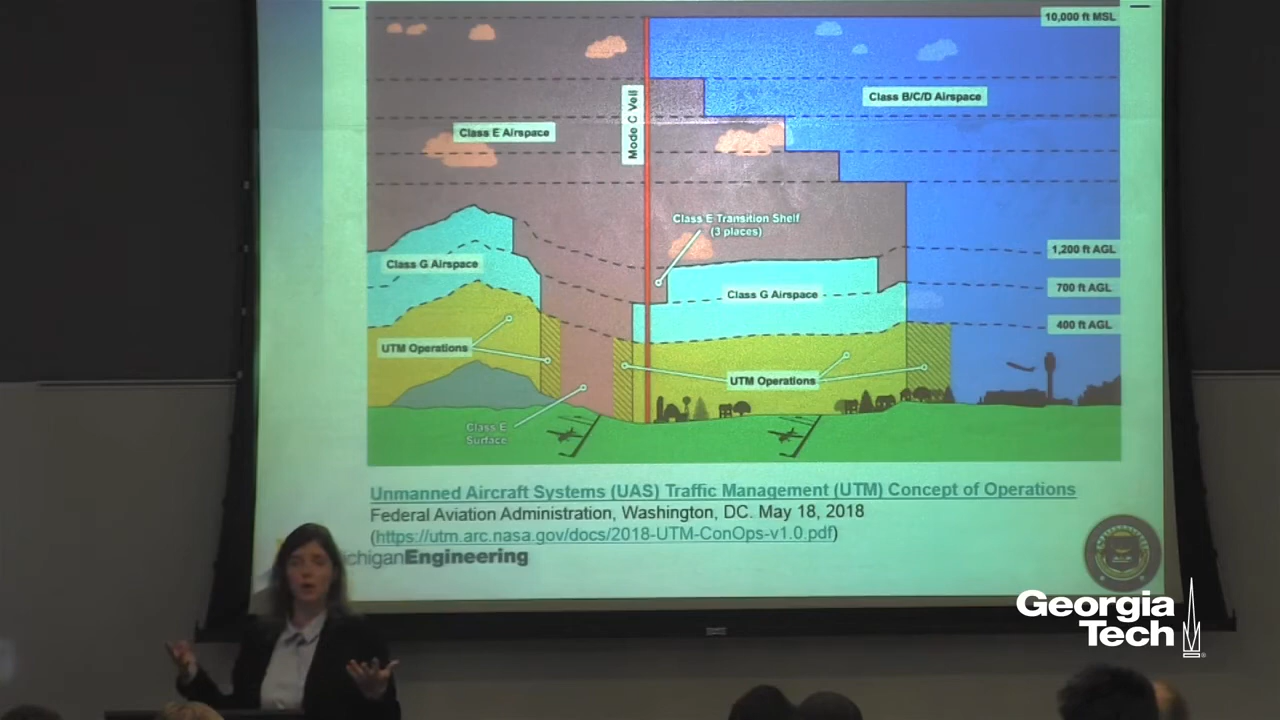 10,000 ft MSL
Class B/C/D Airspace
Mode C Veil
Class E Airspace
Class E Transition Shelf
(3 places)
1,200 ft AGL
Class G Airspace
700 ft AGL
Class G Airspace
400 ft AGL
UTM Operations
UTM Operations
Class E
Surface
Unmanned Aircraft Systems (UAS) Traffic Management (UTM) Concept of Operations
Federal Aviation Administration, Washington, DC. May 18, 2018
(https://utm.arc.nasa.gov/docs/2018-UTM-ConOps-v1.0.pdf)
ichiganEngineering
Georgia
Tech